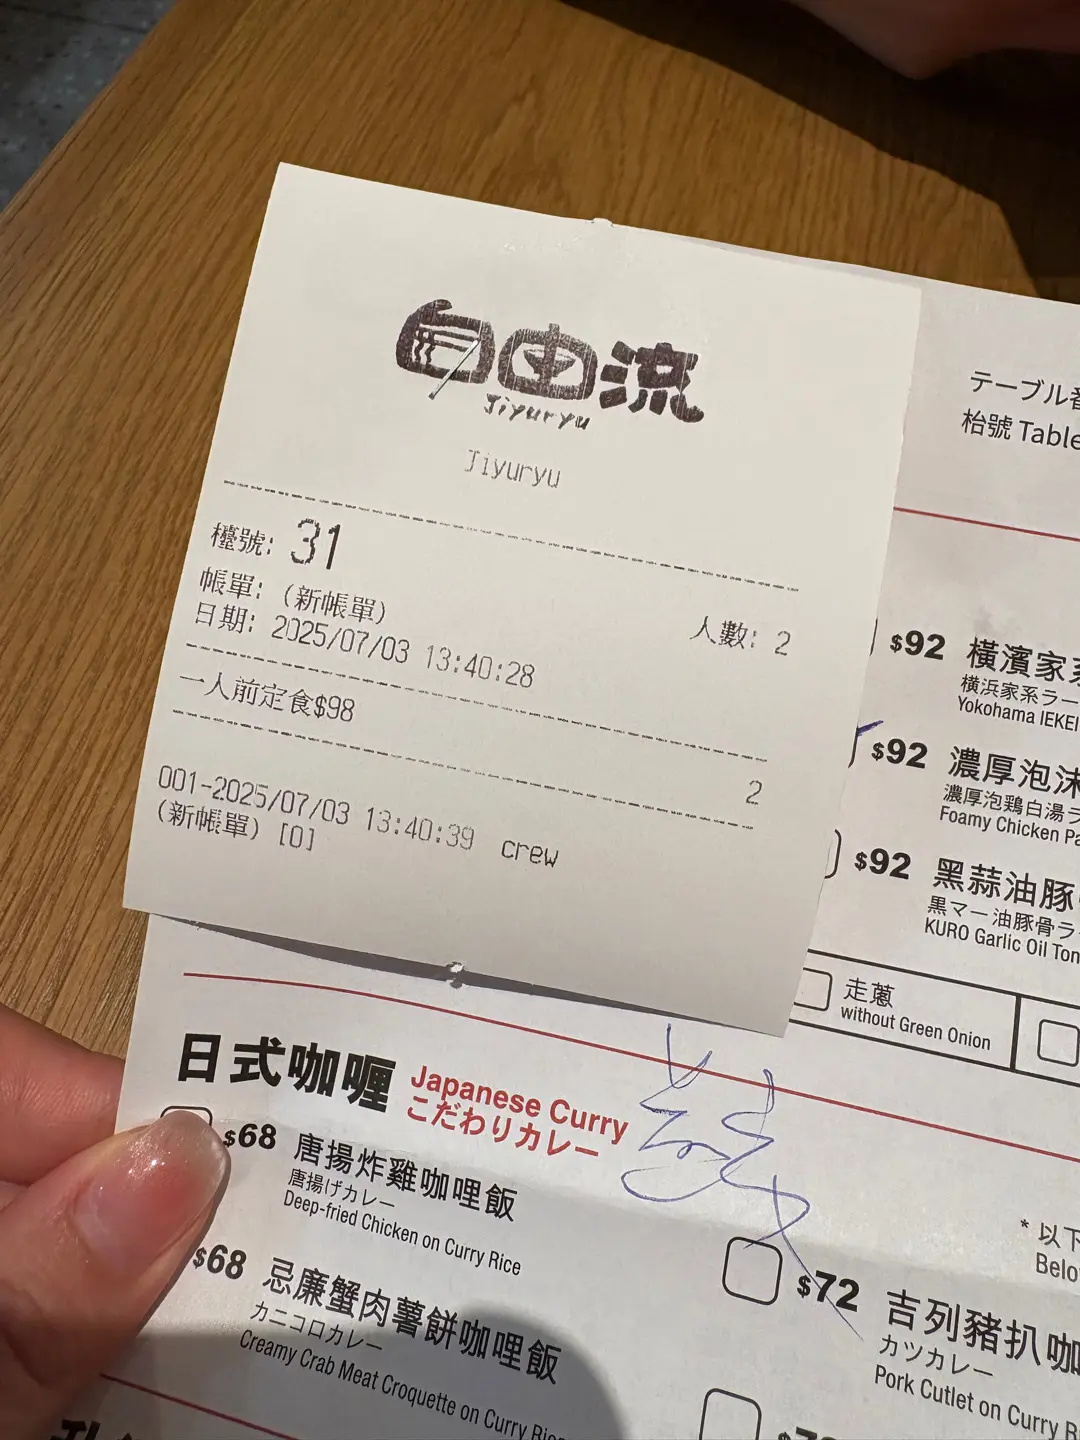 自由流
Jiyuryu
Jiyuryu
檯號: 31
人數: 2
帳單: (新帳單)
日期: 2025/07/03 13:40:28
一人前定食$98
2
001-2025/07/03 13:40:39 crew
(新帳單) [0]
テーブル番
枱號 Table
$92 橫濱家系
横浜家系ラー
Yokohama IEKEI
$92 濃厚泡沫
濃厚泡鶏白湯ラ
Foamy Chicken Pa
$92 黑蒜油豚
黒マー油豚骨ラ
KURO Garlic Oil Ton
走蔥
without Green Onion
日式咖喱 Japanese Curry
こだわりカレー
$68 唐揚炸雞咖哩飯
唐揚げカレー
Deep-fried Chicken on Curry Rice
$68 忌廉蟹肉薯餅咖哩飯
カニコロカレー
Creamy Crab Meat Croquette on Curry Rice
* 以下
Belo
$72 吉列豬扒咖
カツカレー
Pork Cutlet on Curry R